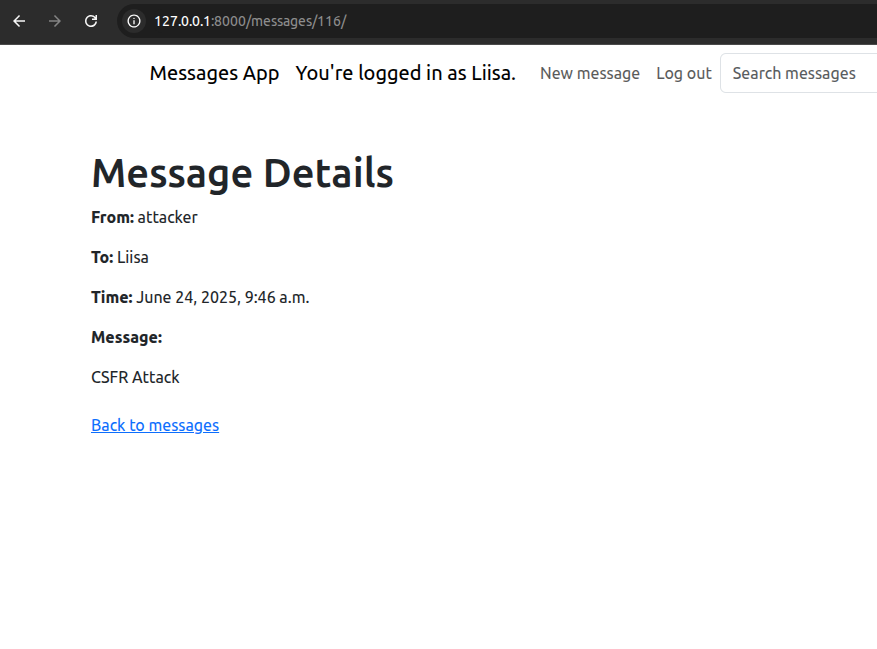 127.0.0.1:8000/messages/116/
Messages App You're logged in as Liisa. New message Log out Search messages
Message Details
From: attacker
To: Liisa
Time: June 24, 2025, 9:46 a.m.
Message:
CSFR Attack
Back to messages